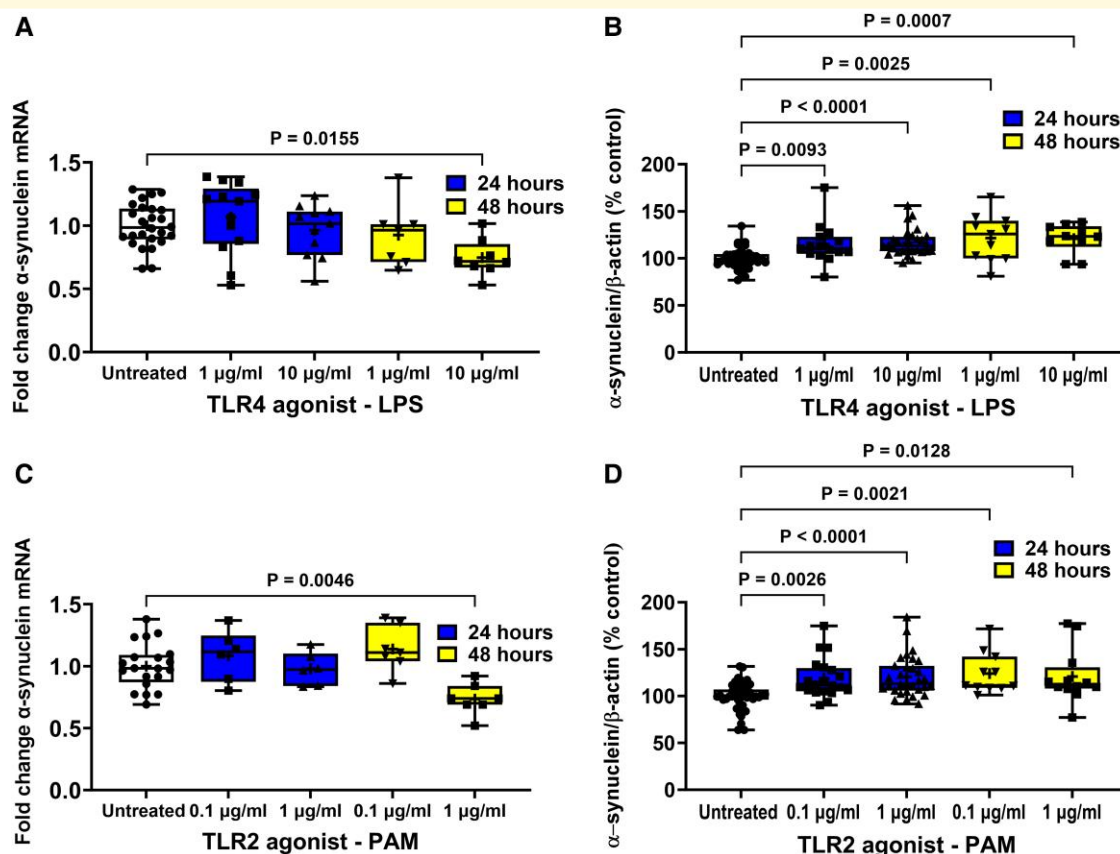 A
Fold change α-synuclein mRNA
P = 0.0155
24 hours
48 hours
1.5
1.0
0.5
0.0
Untreated 1 µg/ml 10 µg/ml 1 µg/ml 10 µg/ml
TLR4 agonist - LPS
B
α-synuclein/β-actin (% control)
P = 0.0007
P = 0.0025
P < 0.0001
P = 0.0093
24 hours
48 hours
200
150
100
50
0
Untreated 1 µg/ml 10 µg/ml 1 µg/ml 10 µg/ml
TLR4 agonist - LPS
C
Fold change α-synuclein mRNA
P = 0.0046
24 hours
48 hours
1.5
1.0
0.5
0.0
Untreated 0.1 µg/ml 1 µg/ml 0.1 µg/ml 1 µg/ml
TLR2 agonist - PAM
D
α–synuclein/β-actin (% control)
P = 0.0128
P = 0.0021
P < 0.0001
P = 0.0026
24 hours
48 hours
200
150
100
50
0
Untreated 0.1 µg/ml 1 µg/ml 0.1 µg/ml 1 µg/ml
TLR2 agonist - PAM